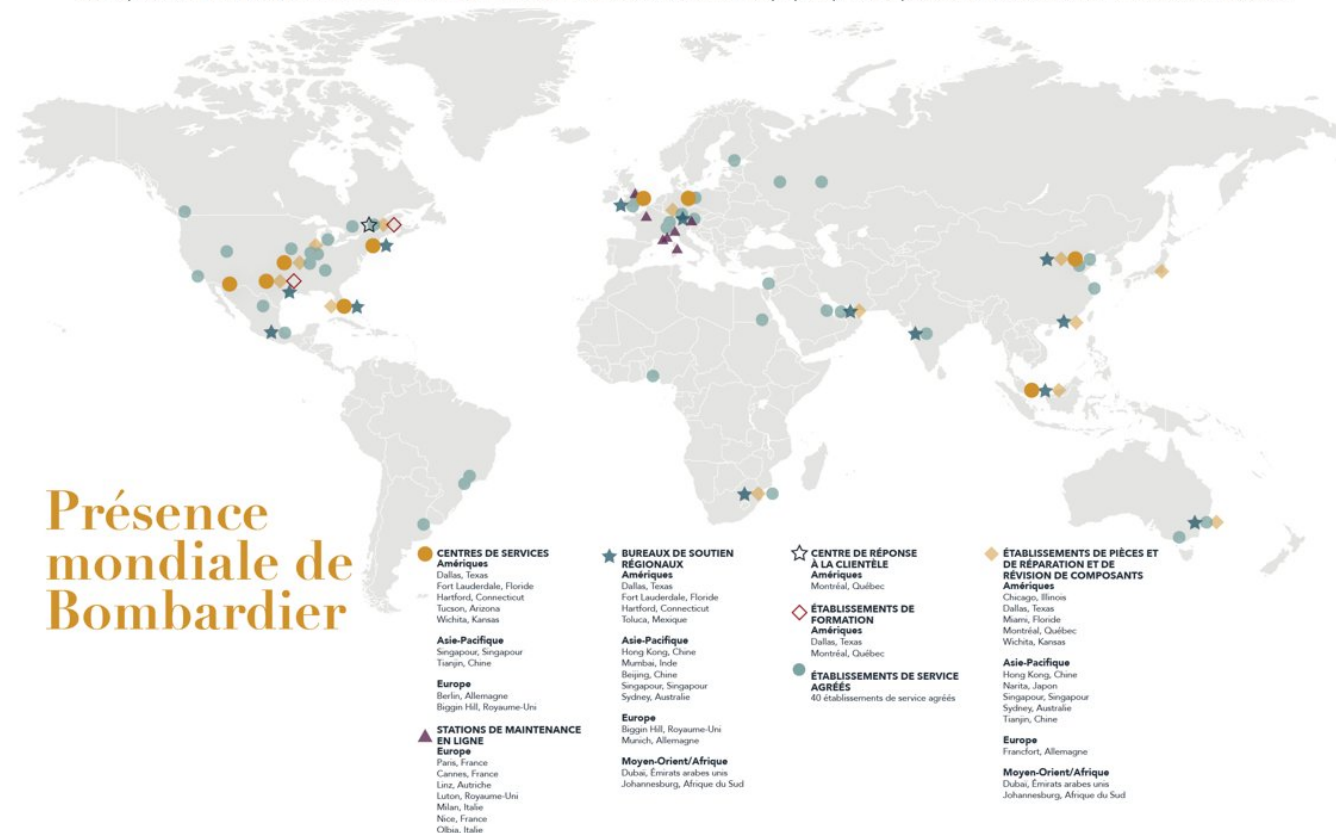 Présence
mondiale de
Bombardier
CENTRES DE SERVICES
Amériques
Dallas, Texas
Fort Lauderdale, Floride
Hartford, Connecticut
Tucson, Arizona
Wichita, Kansas
Asie-Pacifique
Singapour, Singapour
Tianjin, Chine
Europe
Berlin, Allemagne
Biggin Hill, Royaume-Uni
STATIONS DE MAINTENANCE
EN LIGNE
Europe
Paris, France
Cannes, France
Linz, Autriche
Luton, Royaume-Uni
Milan, Italie
Nice, France
Olbia, Italie
BUREAUX DE SOUTIEN
RÉGIONAUX
Amériques
Dallas, Texas
Fort Lauderdale, Floride
Hartford, Connecticut
Toluca, Mexique
Asie-Pacifique
Hong Kong, Chine
Mumbai, Inde
Beijing, Chine
Singapour, Singapour
Sydney, Australie
Europe
Biggin Hill, Royaume-Uni
Munich, Allemagne
Moyen-Orient/Afrique
Dubaï, Émirats arabes unis
Johannesburg, Afrique du Sud
CENTRE DE RÉPONSE
À LA CLIENTÈLE
Amériques
Montréal, Québec
ÉTABLISSEMENTS DE
FORMATION
Amériques
Dallas, Texas
Montréal, Québec
ÉTABLISSEMENTS DE SERVICE
AGRÉÉS
40 établissements de service agréés
ÉTABLISSEMENTS DE PIÈCES ET
DE RÉPARATION ET DE
RÉVISION DE COMPOSANTS
Amériques
Chicago, Illinois
Dallas, Texas
Miami, Floride
Montréal, Québec
Wichita, Kansas
Asie-Pacifique
Hong Kong, Chine
Narita, Japon
Singapour, Singapour
Sydney, Australie
Tianjin, Chine
Europe
Francfort, Allemagne
Moyen-Orient/Afrique
Dubaï, Émirats arabes unis
Johannesburg, Afrique du Sud